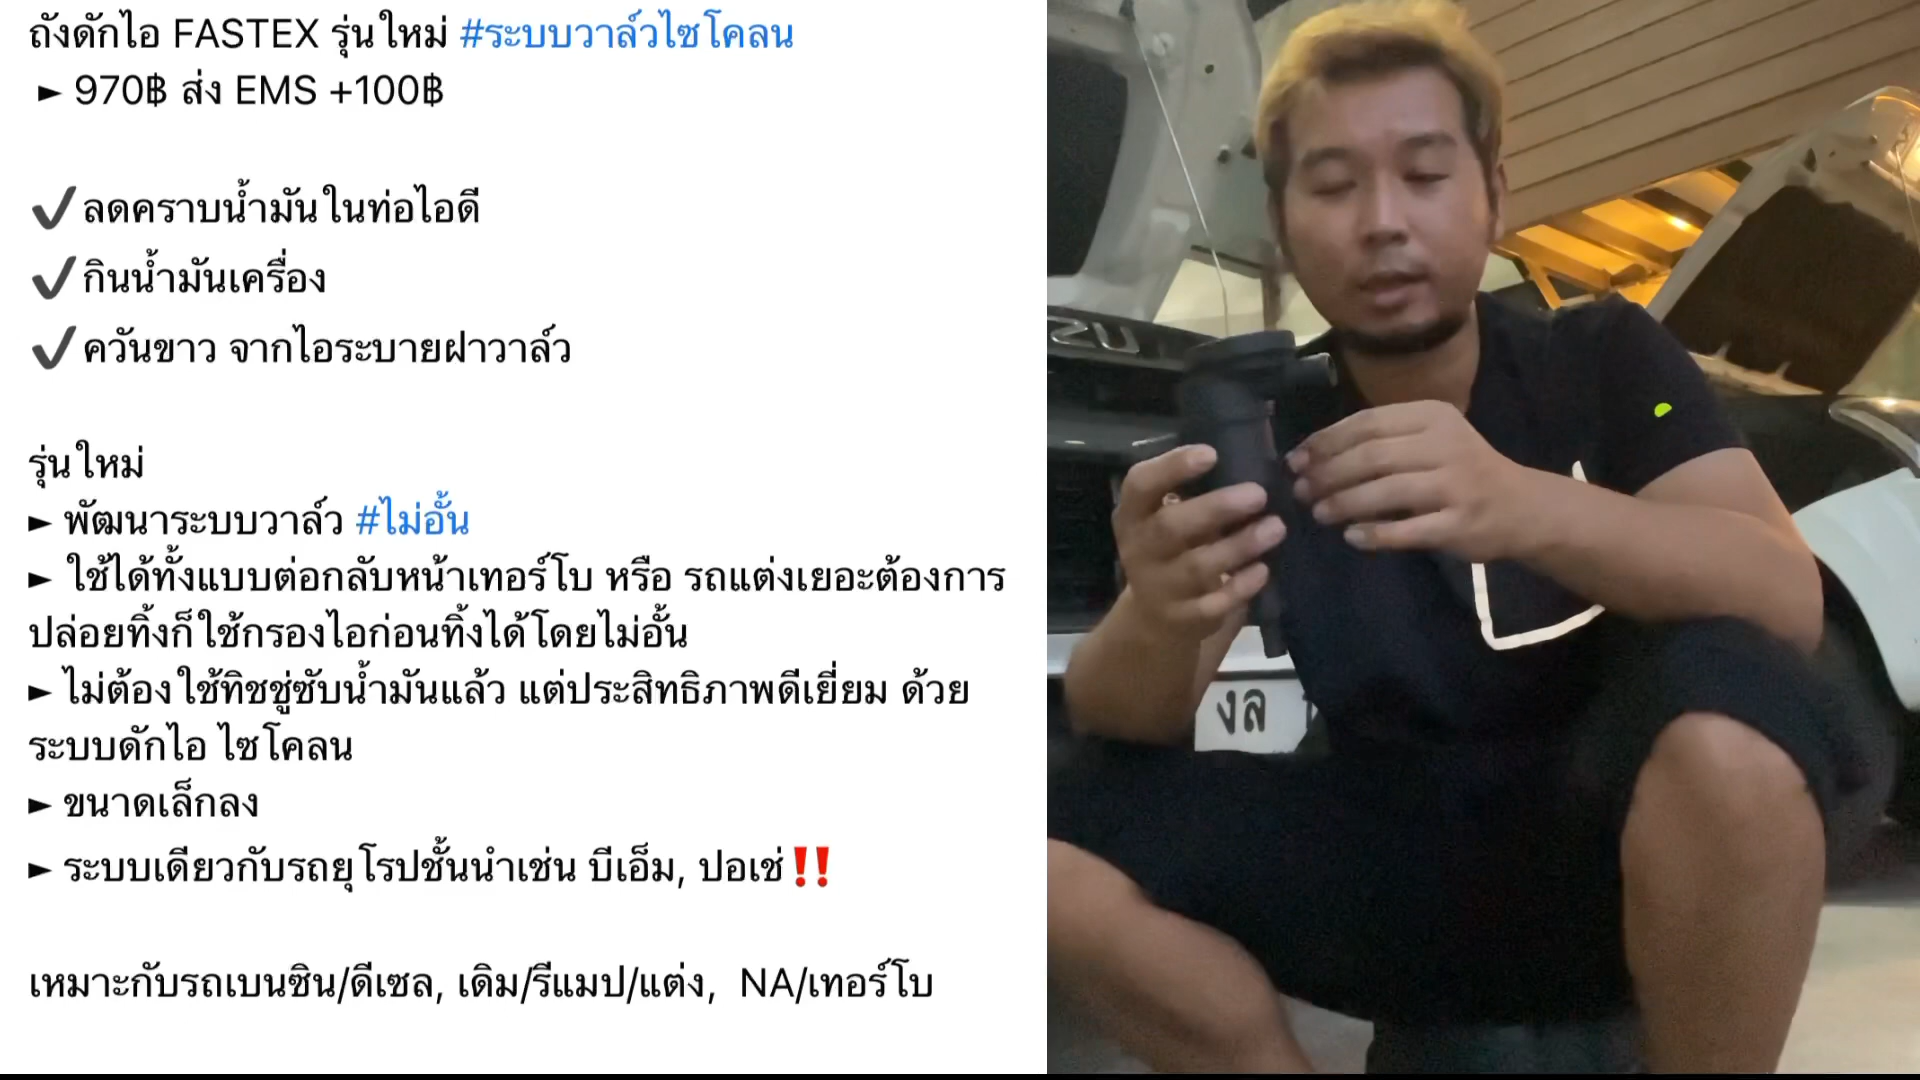 ถังดักไอ FASTEX รุ่นใหม่ #ระบบวาล์วไซโคลน
► 970฿ ส่ง EMS +100฿
✔ลดคราบน้ำมันในท่อไอดี
✔กินน้ำมันเครื่อง
✔ควันขาว จากไอระบายฝาวาล์ว
รุ่นใหม่
► พัฒนาระบบวาล์ว #ไม่อั้น
► ใช้ได้ทั้งแบบต่อกลับหน้าเทอร์โบ หรือ รถแต่งเยอะต้องการ
ปล่อยทิ้งก็ใช้กรองไอก่อนทิ้งได้โดยไม่อั้น
► ไม่ต้องใช้ทิชชู่ซับน้ำมันแล้ว แต่ประสิทธิภาพดีเยี่ยม ด้วย
ระบบดักไอ ไซโคลน
► ขนาดเล็กลง
► ระบบเดียวกับรถยุโรปชั้นนำเช่น บีเอ็ม, ปอเช่‼️
เหมาะกับรถเบนซิน/ดีเซล, เดิม/รีแมป/แต่ง, NA/เทอร์โบ
ZU
งล